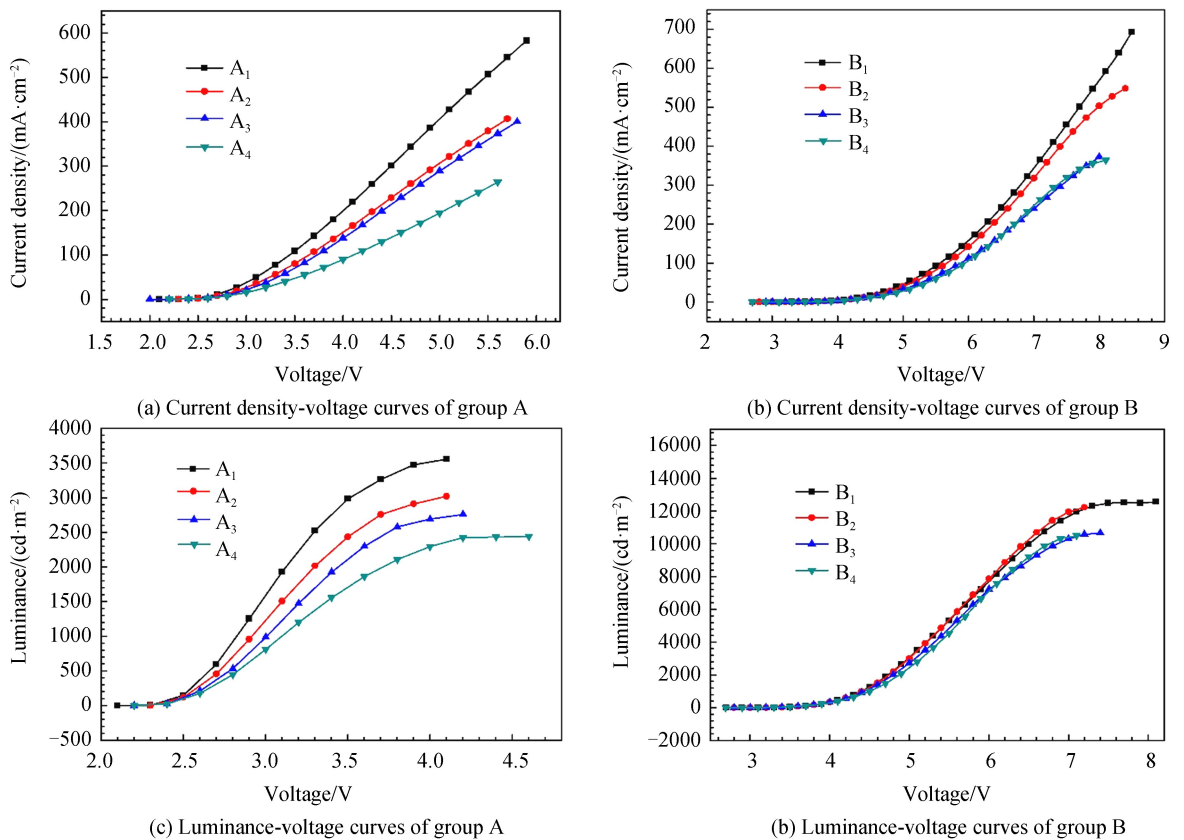 Current density/(mA·cm⁻²)
600
500
400
300
200
100
0
A₁
A₂
A₃
A₄
1.5 2.0 2.5 3.0 3.5 4.0 4.5 5.0 5.5 6.0
Voltage/V
(a) Current density-voltage curves of group A
Current density/(mA·cm⁻²)
700
600
500
400
300
200
100
0
B₁
B₂
B₃
B₄
2 3 4 5 6 7 8 9
Voltage/V
(b) Current density-voltage curves of group B
Luminance/(cd·m⁻²)
4000
3500
3000
2500
2000
1500
1000
500
0
−500
A₁
A₂
A₃
A₄
2.0 2.5 3.0 3.5 4.0 4.5
Voltage/V
(c) Luminance-voltage curves of group A
Luminance/(cd·m⁻²)
16000
14000
12000
10000
8000
6000
4000
2000
0
−2000
B₁
B₂
B₃
B₄
3 4 5 6 7 8
Voltage/V
(b) Luminance-voltage curves of group B